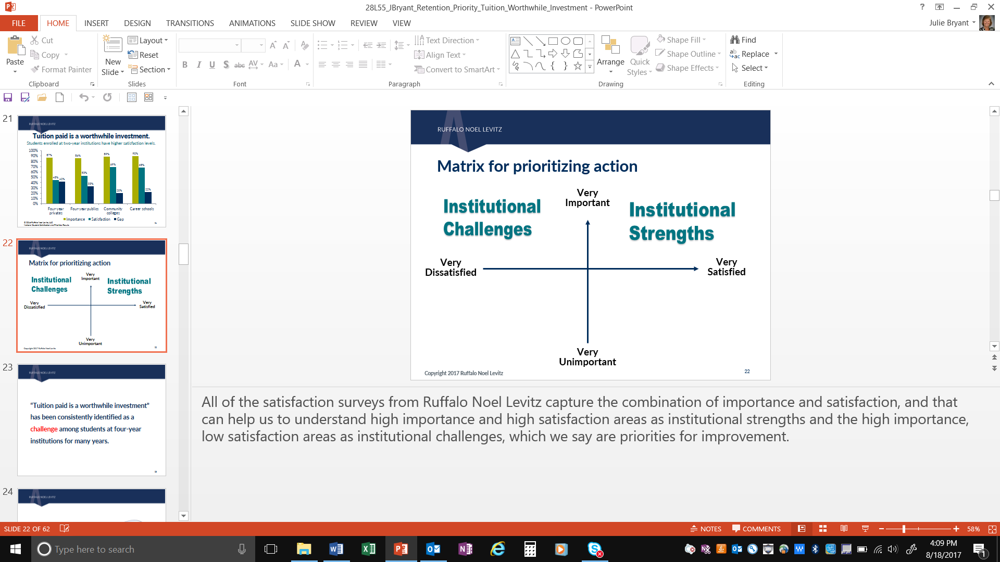 28L55_JBryant_Retention_Priority_Tuition_Worthwhile_Investment - PowerPoint
?
FILE
HOME
INSERT
DESIGN
TRANSITIONS
ANIMATIONS
SLIDE SHOW
REVIEW
VIEW
Julie Bryant
Paste
Cut
Copy
Format Painter
Clipboard
New
Slide
Layout
Reset
Section
Slides
B I U S abc AV Aa A
Font
Text Direction
Align Text
Convert to SmartArt
Paragraph
Arrange
Quick
Styles
Shape Fill
Shape Outline
Shape Effects
Drawing
Find
Replace
Select
Editing
21
RUFFALO NOEL LEVITZ
Tuition paid is a worthwhile investment.
Students enrolled at two-year institutions have higher satisfaction levels.
100%
90%
80%
70%
60%
50%
40%
30%
20%
10%
0%
87% 45% 42%
86% 53% 33%
89% 69% 20%
90% 68% 22%
Four-year
privates
Four-year publics
Community
colleges
Career schools
Importance Satisfaction Gap
© 2016 Ruffalo Noel Levitz, LLC
National Student Satisfaction and Priorities Results
22
RUFFALO NOEL LEVITZ
Matrix for prioritizing action
Very
Important
Institutional
Challenges
Institutional
Strengths
Very
Dissatisfied
Very
Satisfied
Very
Unimportant
Copyright 2017 Ruffalo Noel Levitz
23
RUFFALO NOEL LEVITZ
“Tuition paid is a worthwhile investment”
has been consistently identified as a
challenge among students at four-year
institutions for many years.
24
RUFFALO NOEL LEVITZ
RUFFALO NOEL LEVITZ
Matrix for prioritizing action
Very
Important
Institutional
Challenges
Institutional
Strengths
Very
Dissatisfied
Very
Satisfied
Very
Unimportant
Copyright 2017 Ruffalo Noel Levitz
22
All of the satisfaction surveys from Ruffalo Noel Levitz capture the combination of importance and satisfaction, and that
can help us to understand high importance and high satisfaction areas as institutional strengths and the high importance,
low satisfaction areas as institutional challenges, which we say are priorities for improvement.
SLIDE 22 OF 62
NOTES
COMMENTS
58%
Type here to search
4:09 PM
8/18/2017
1